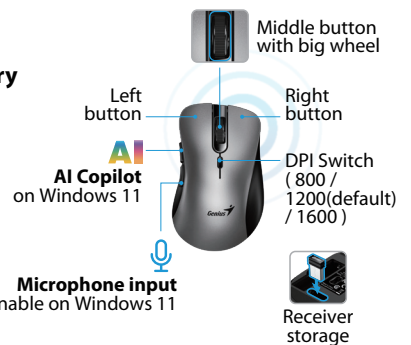 Middle button
with big wheel
ry
Left
button
Right
button
AI
AI Copilot
on Windows 11
DPI Switch
( 800 /
1200(default)
/ 1600 )
Genius
Microphone input
nable on Windows 11
Receiver
storage